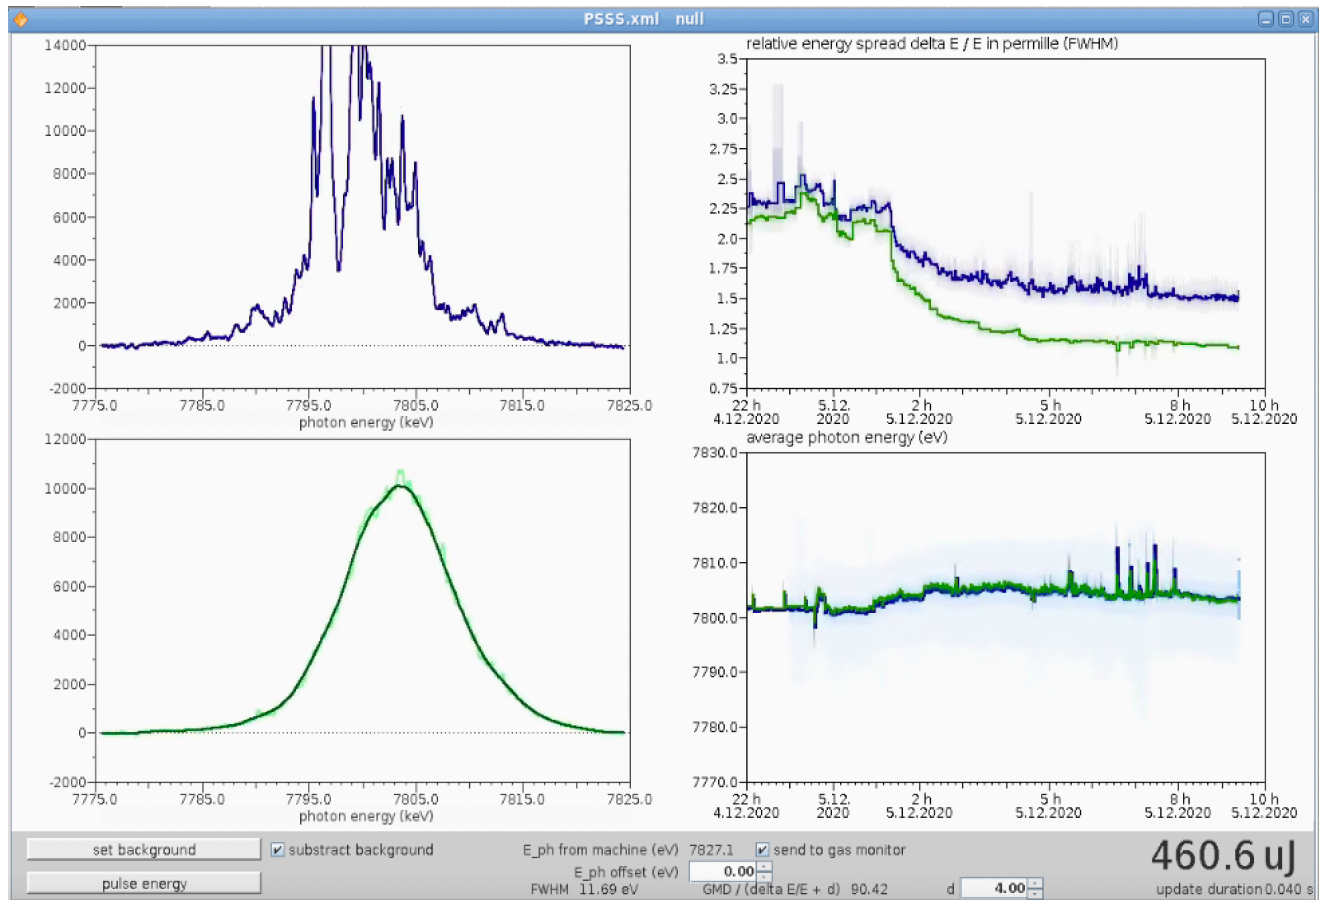 PSSS.xml null
14000
12000
10000
8000
6000
4000
2000
0
-2000
7775.0 7785.0 7795.0 7805.0 7815.0 7825.0
photon energy (keV)
relative energy spread delta E / E in permille (FWHM)
3.5
3.25
3.0
2.75
2.5
2.25
2.0
1.75
1.5
1.25
1.0
0.75
22 h 5.12. 2 h 5 h 8 h 10 h
4.12.2020 2020 5.12.2020 5.12.2020 5.12.2020 5.12.2020
12000
10000
8000
6000
4000
2000
0
-2000
7775.0 7785.0 7795.0 7805.0 7815.0 7825.0
photon energy (keV)
average photon energy (eV)
7830.0
7820.0
7810.0
7800.0
7790.0
7780.0
7770.0
22 h 5.12. 2 h 5 h 8 h 10 h
4.12.2020 2020 5.12.2020 5.12.2020 5.12.2020 5.12.2020
set background substract background E_ph from machine (eV) 7827.1 send to gas monitor
E_ph offset (eV) 0.00
pulse energy FWHM 11.69 eV GMD / (delta E/E + d) 90.42 d 4.00
460.6 uJ
update duration 0.040 s